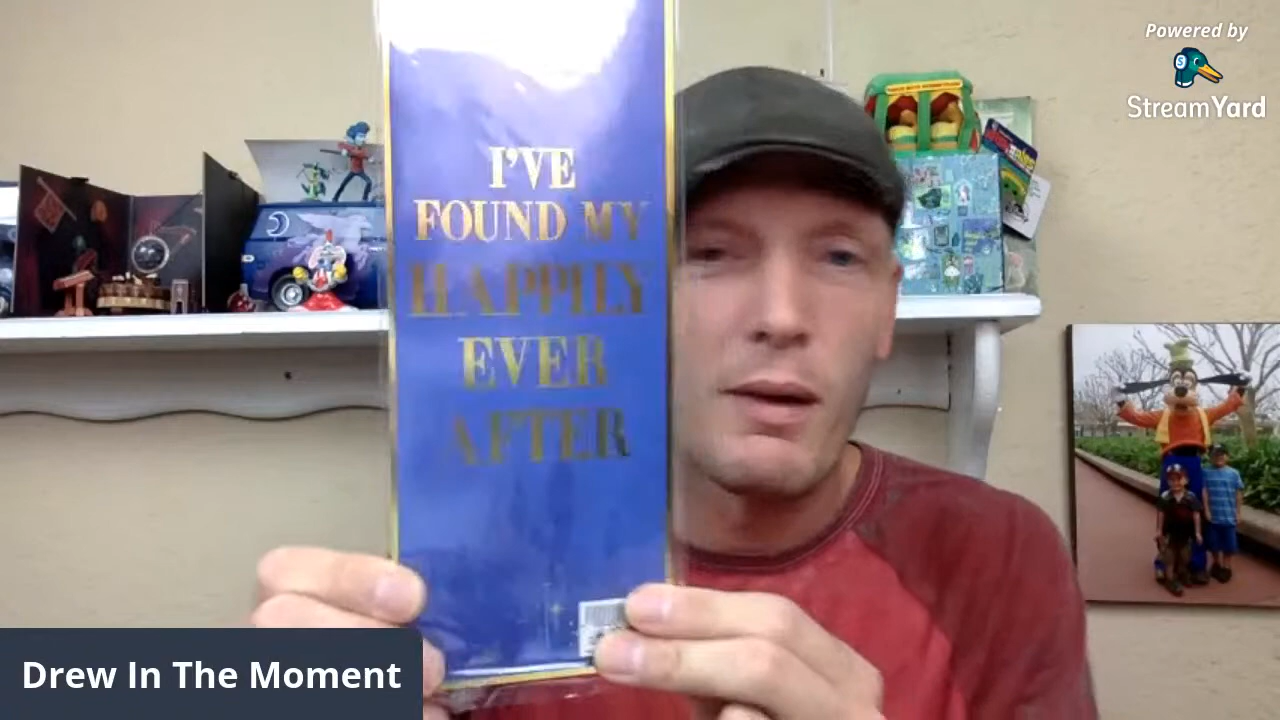 Powered by
StreamYard
I'VE
FOUND MY
HAPPILY
EVER
AFTER
Drew In The Moment